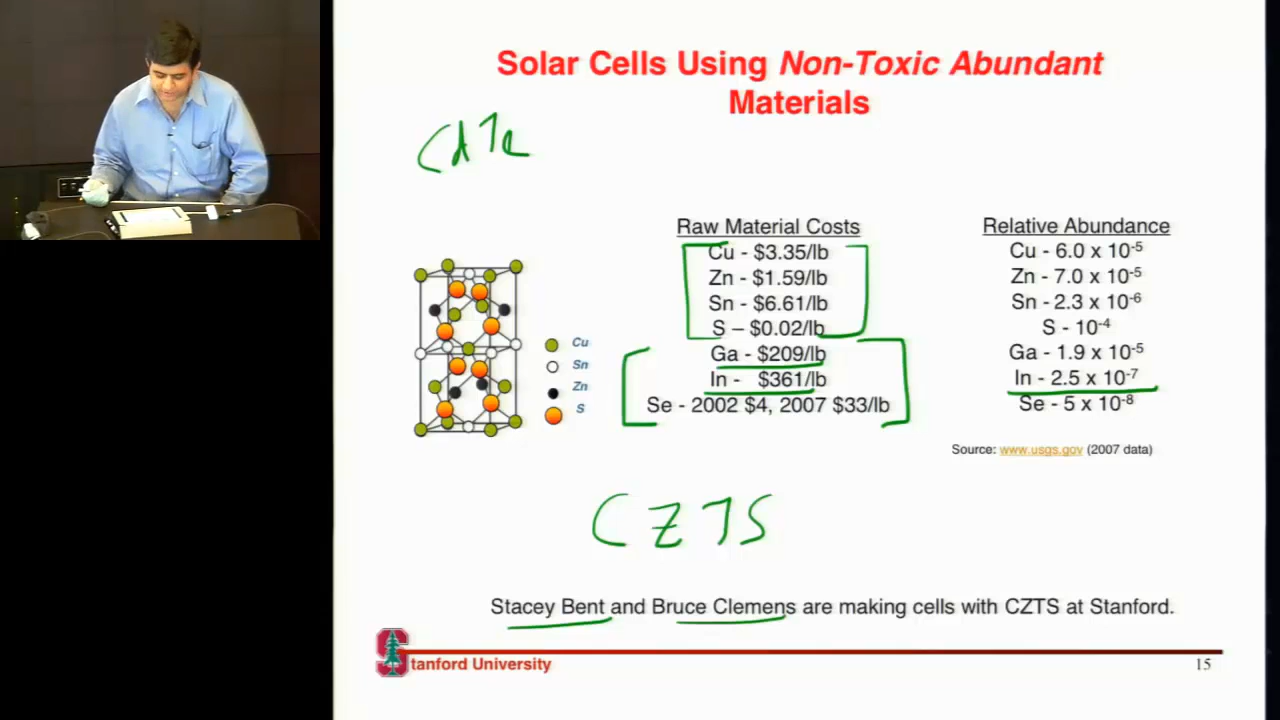 Solar Cells Using Non-Toxic Abundant
Materials
CdTe
Raw Material Costs
Cu - $3.35/lb
Zn - $1.59/lb
Sn - $6.61/lb
S – $0.02/lb
Ga - $209/lb
In - $361/lb
Se - 2002 $4, 2007 $33/lb
Relative Abundance
Cu - 6.0 x 10⁻⁵
Zn - 7.0 x 10⁻⁵
Sn - 2.3 x 10⁻⁶
S - 10⁻⁴
Ga - 1.9 x 10⁻⁵
In - 2.5 x 10⁻⁷
Se - 5 x 10⁻⁸
Cu
Sn
Zn
S
Source: www.usgs.gov (2007 data)
CZTS
Stacey Bent and Bruce Clemens are making cells with CZTS at Stanford.
Stanford University
15